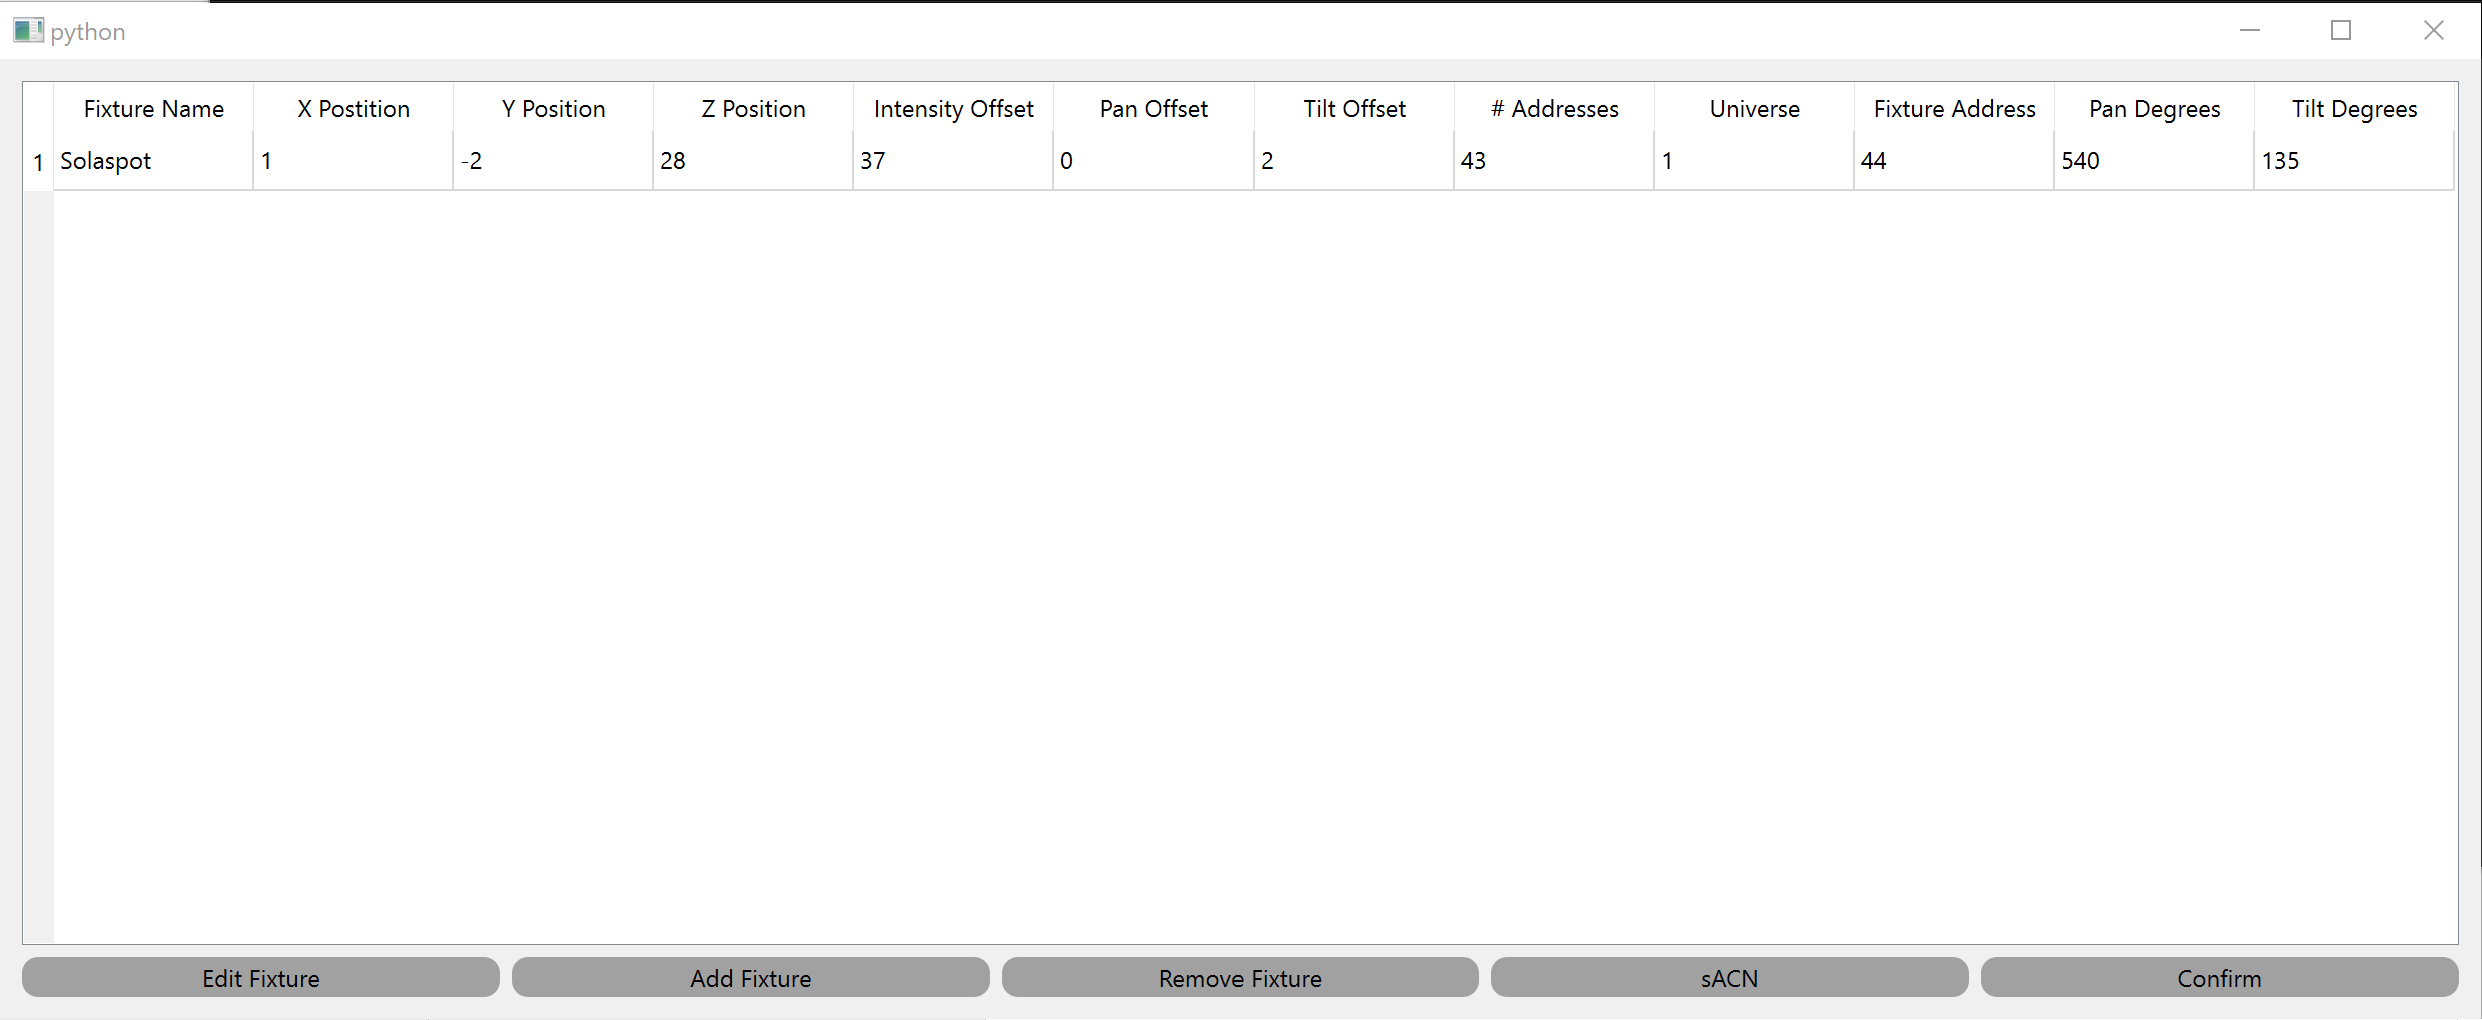 python
Fixture Name X Postition Y Position Z Position Intensity Offset Pan Offset Tilt Offset # Addresses Universe Fixture Address Pan Degrees Tilt Degrees
1 Solaspot 1 -2 28 37 0 2 43 1 44 540 135
Edit Fixture Add Fixture Remove Fixture sACN Confirm